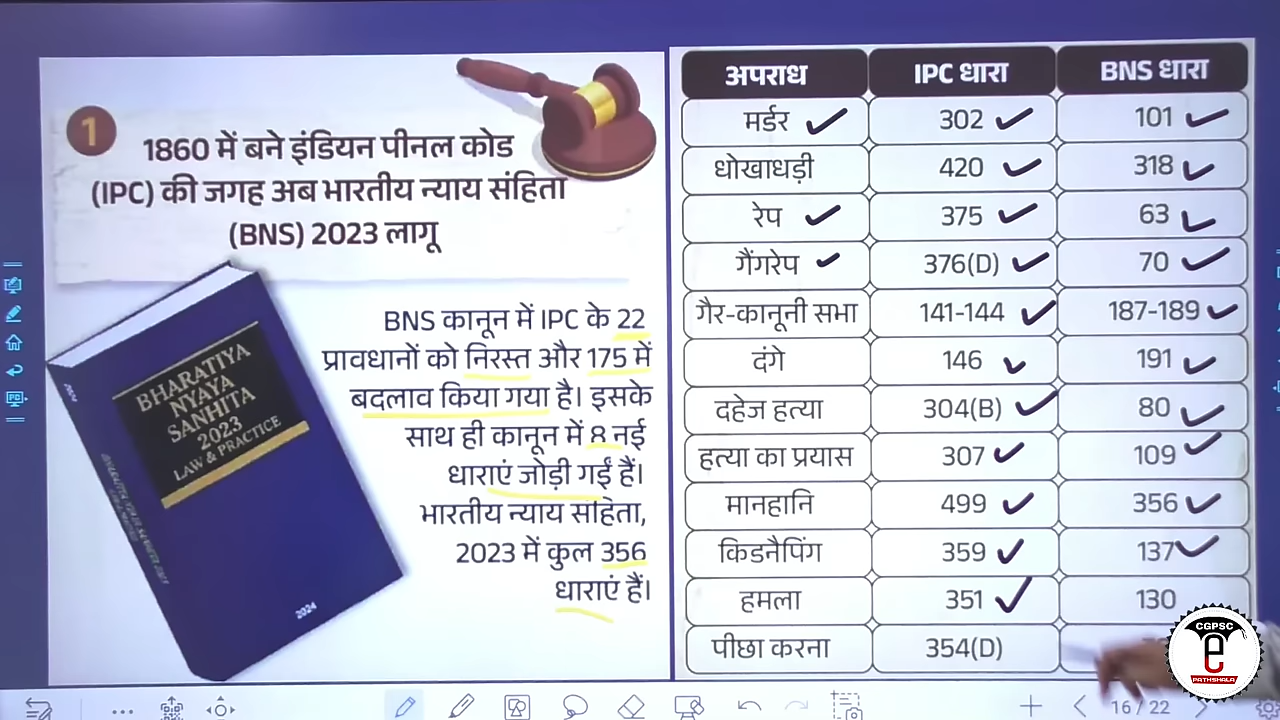 1
1860 में बने इंडियन पीनल कोड
(IPC) की जगह अब भारतीय न्याय संहिता
(BNS) 2023 लागू
BHARATIYA
NYAYA
SANHITA
2023
LAW & PRACTICE
2024
BNS कानून में IPC के 22
प्रावधानों को निरस्त और 175 में
बदलाव किया गया है। इसके
साथ ही कानून में 8 नई
धाराएं जोड़ी गई हैं।
भारतीय न्याय संहिता,
2023 में कुल 356
धाराएं हैं।
अपराध IPC धारा BNS धारा
मर्डर 302 101
धोखाधड़ी 420 318
रेप 375 63
गैंगरेप 376(D) 70
गैर-कानूनी सभा 141-144 187-189
दंगे 146 191
दहेज हत्या 304(B) 80
हत्या का प्रयास 307 109
मानहानि 499 356
किडनैपिंग 359 137
हमला 351 130
पीछा करना 354(D)
CGPSC
e
PATHSHALA
16 / 22